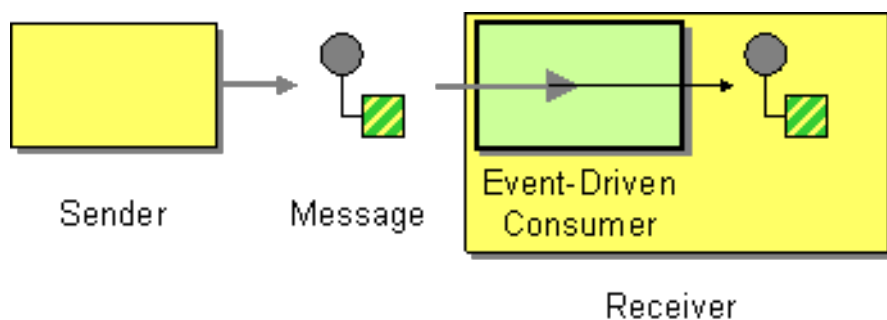 Sender
Message
Event-Driven
Consumer
Receiver